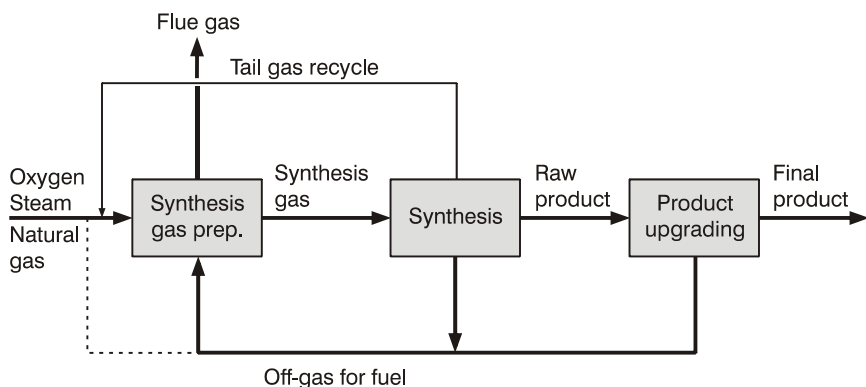 Flue gas
Tail gas recycle
Oxygen
Steam
Natural
gas
Synthesis
gas prep.
Synthesis
gas
Synthesis
Raw
product
Product
upgrading
Final
product
Off-gas for fuel